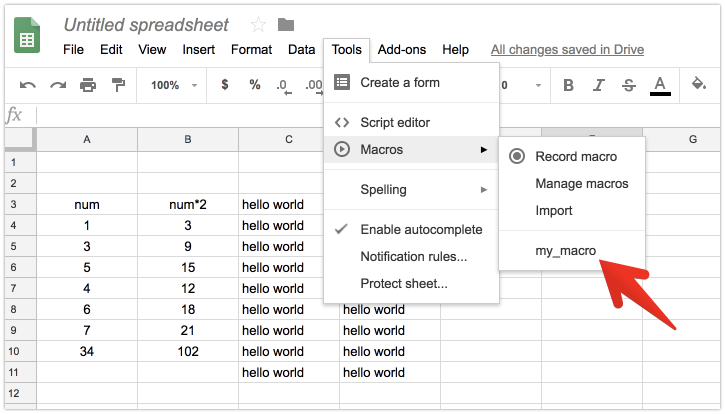 Untitled spreadsheet
File Edit View Insert Format Data Tools Add-ons Help All changes saved in Drive
100% $ % .0 .00 0 B I S A
Create a form
Script editor
Macros
Spelling
Enable autocomplete
Notification rules...
Protect sheet...
Record macro
Manage macros
Import
my_macro
fx
A B C G
1
2
3 num num*2 hello world
4 1 3 hello world
5 3 9 hello world
6 5 15 hello world
7 4 12 hello world
8 6 18 hello world hello world
9 7 21 hello world hello world
10 34 102 hello world hello world
11 hello world hello world
12